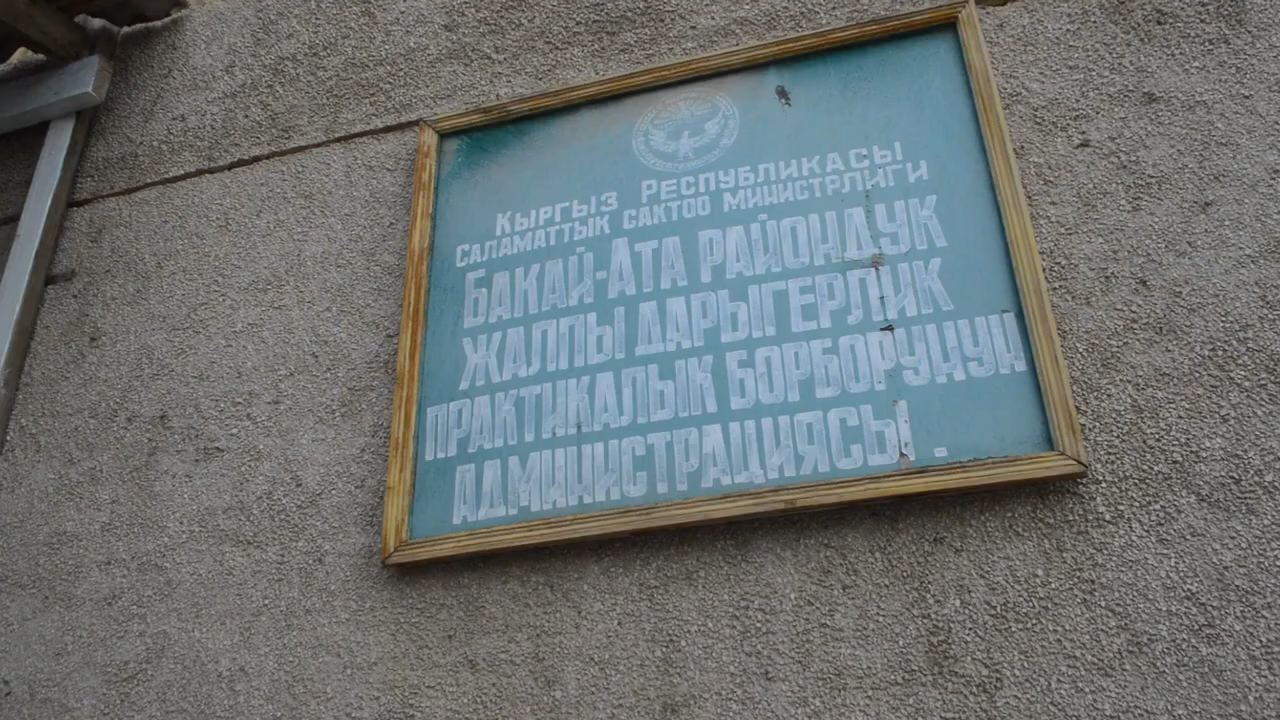 Кыргыз Республикасы
Саламаттык сактоо министрлиги
Бакай-Ата райондук
жалпы дарыгерлик
практикалык борборунун
администрациясы.